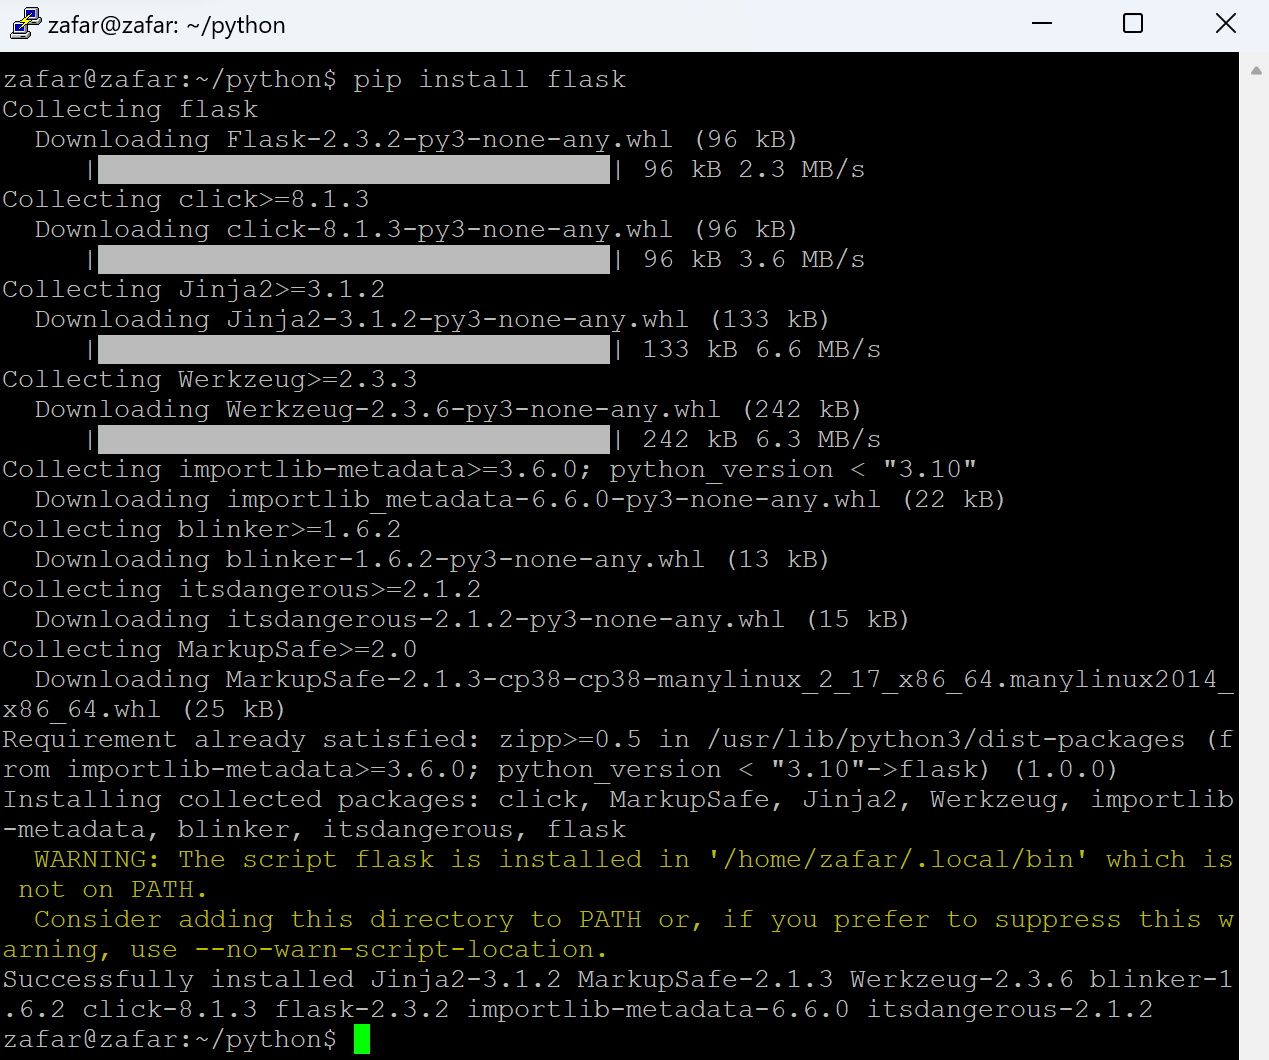 zafar@zafar: ~/python
zafar@zafar:~/python$ pip install flask
Collecting flask
  Downloading Flask-2.3.2-py3-none-any.whl (96 kB)
     | | 96 kB 2.3 MB/s
Collecting click>=8.1.3
  Downloading click-8.1.3-py3-none-any.whl (96 kB)
     | | 96 kB 3.6 MB/s
Collecting Jinja2>=3.1.2
  Downloading Jinja2-3.1.2-py3-none-any.whl (133 kB)
     | | 133 kB 6.6 MB/s
Collecting Werkzeug>=2.3.3
  Downloading Werkzeug-2.3.6-py3-none-any.whl (242 kB)
     | | 242 kB 6.3 MB/s
Collecting importlib-metadata>=3.6.0; python_version < "3.10"
  Downloading importlib_metadata-6.6.0-py3-none-any.whl (22 kB)
Collecting blinker>=1.6.2
  Downloading blinker-1.6.2-py3-none-any.whl (13 kB)
Collecting itsdangerous>=2.1.2
  Downloading itsdangerous-2.1.2-py3-none-any.whl (15 kB)
Collecting MarkupSafe>=2.0
  Downloading MarkupSafe-2.1.3-cp38-cp38-manylinux_2_17_x86_64.manylinux2014_
x86_64.whl (25 kB)
Requirement already satisfied: zipp>=0.5 in /usr/lib/python3/dist-packages (f
rom importlib-metadata>=3.6.0; python_version < "3.10"->flask) (1.0.0)
Installing collected packages: click, MarkupSafe, Jinja2, Werkzeug, importlib
-metadata, blinker, itsdangerous, flask
  WARNING: The script flask is installed in '/home/zafar/.local/bin' which is
 not on PATH.
  Consider adding this directory to PATH or, if you prefer to suppress this w
arning, use --no-warn-script-location.
Successfully installed Jinja2-3.1.2 MarkupSafe-2.1.3 Werkzeug-2.3.6 blinker-1
.6.2 click-8.1.3 flask-2.3.2 importlib-metadata-6.6.0 itsdangerous-2.1.2
zafar@zafar:~/python$